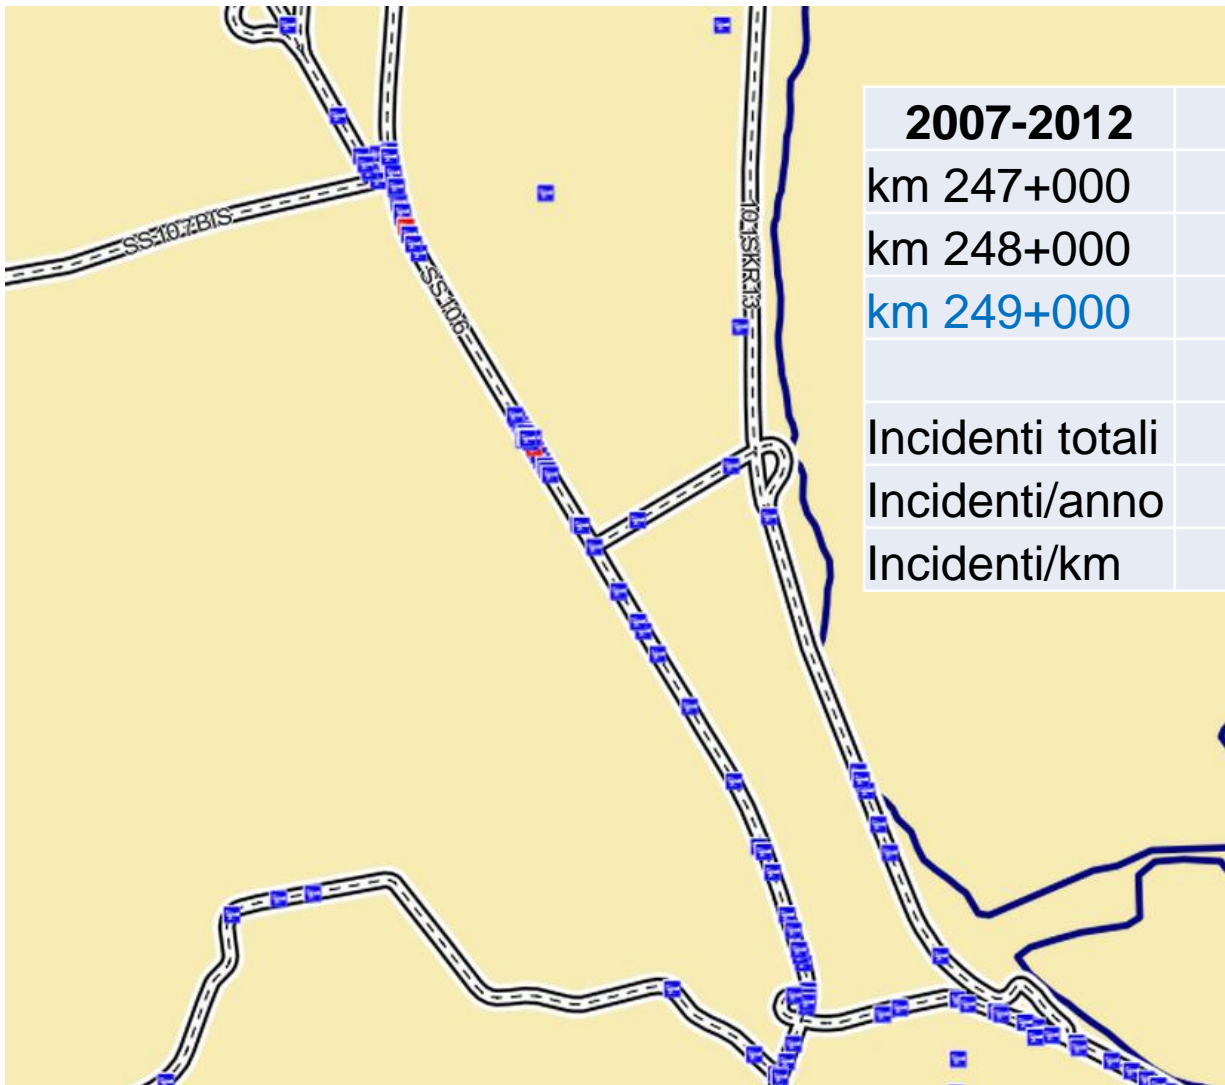 2007-2012
km 247+000
km 248+000
km 249+000
Incidenti totali
Incidenti/anno
Incidenti/km
SS107BIS
SS106
101SKR13